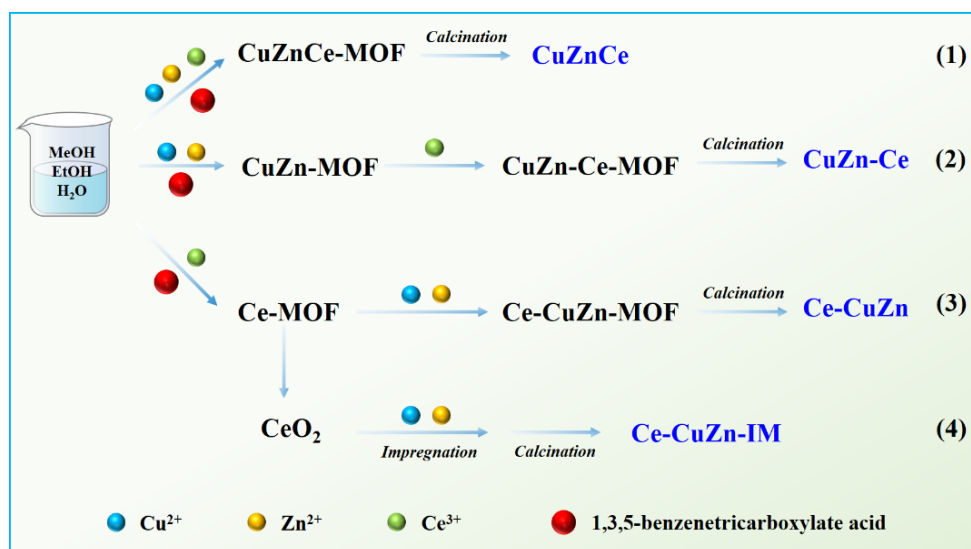 CuZnCe-MOF Calcination CuZnCe (1)
MeOH
EtOH
H₂O
CuZn-MOF CuZn-Ce-MOF Calcination CuZn-Ce (2)
Ce-MOF Ce-CuZn-MOF Calcination Ce-CuZn (3)
CeO₂ Impregnation Calcination Ce-CuZn-IM (4)
Cu²⁺ Zn²⁺ Ce³⁺ 1,3,5-benzenetricarboxylate acid